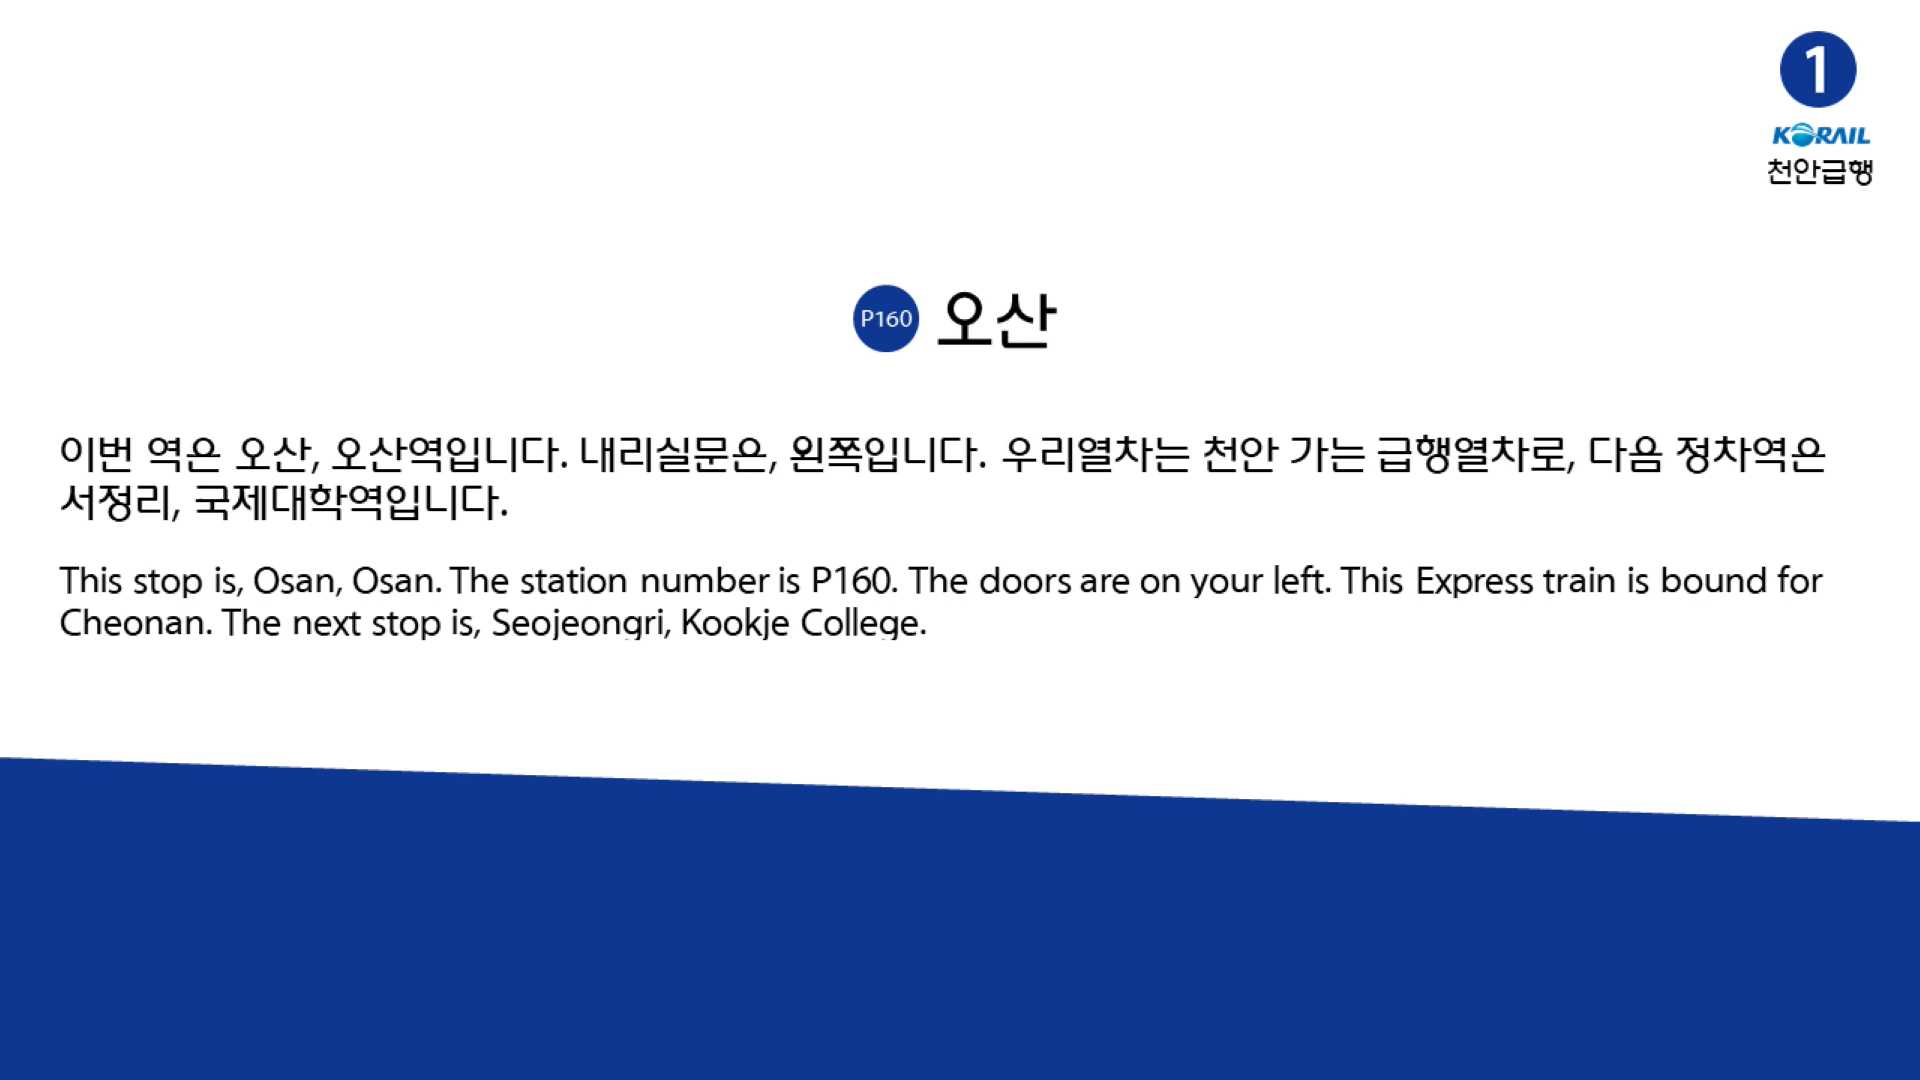 1
KORAIL
천안급행
P160 오산
이번 역은 오산, 오산역입니다. 내리실문은, 왼쪽입니다. 우리열차는 천안 가는 급행열차로, 다음 정차역은
서정리, 국제대학역입니다.
This stop is, Osan, Osan. The station number is P160. The doors are on your left. This Express train is bound for
Cheonan. The next stop is, Seojeongri, Kookje College.